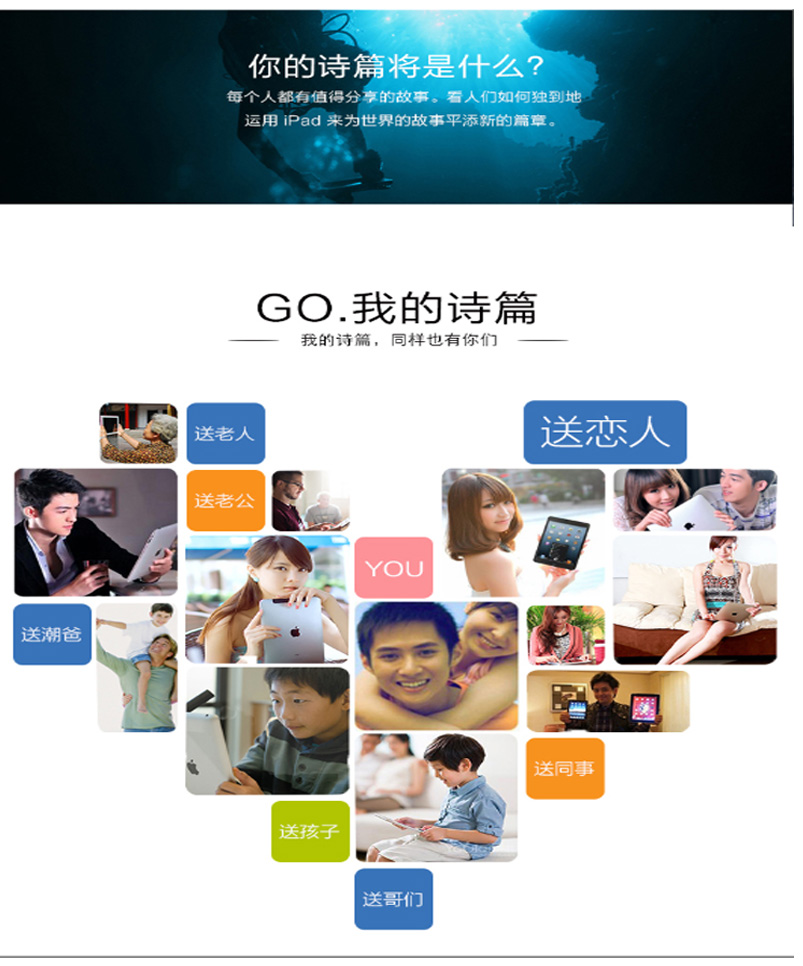 你的诗篇将是什么?
每个人都有值得分享的故事。看人们如何独到地
运用 iPad 来为世界的故事平添新的篇章。
GO.我的诗篇
我的诗篇，同样也有你们
送老人
送恋人
送老公
YOU
送潮爸
送同事
送孩子
送哥们